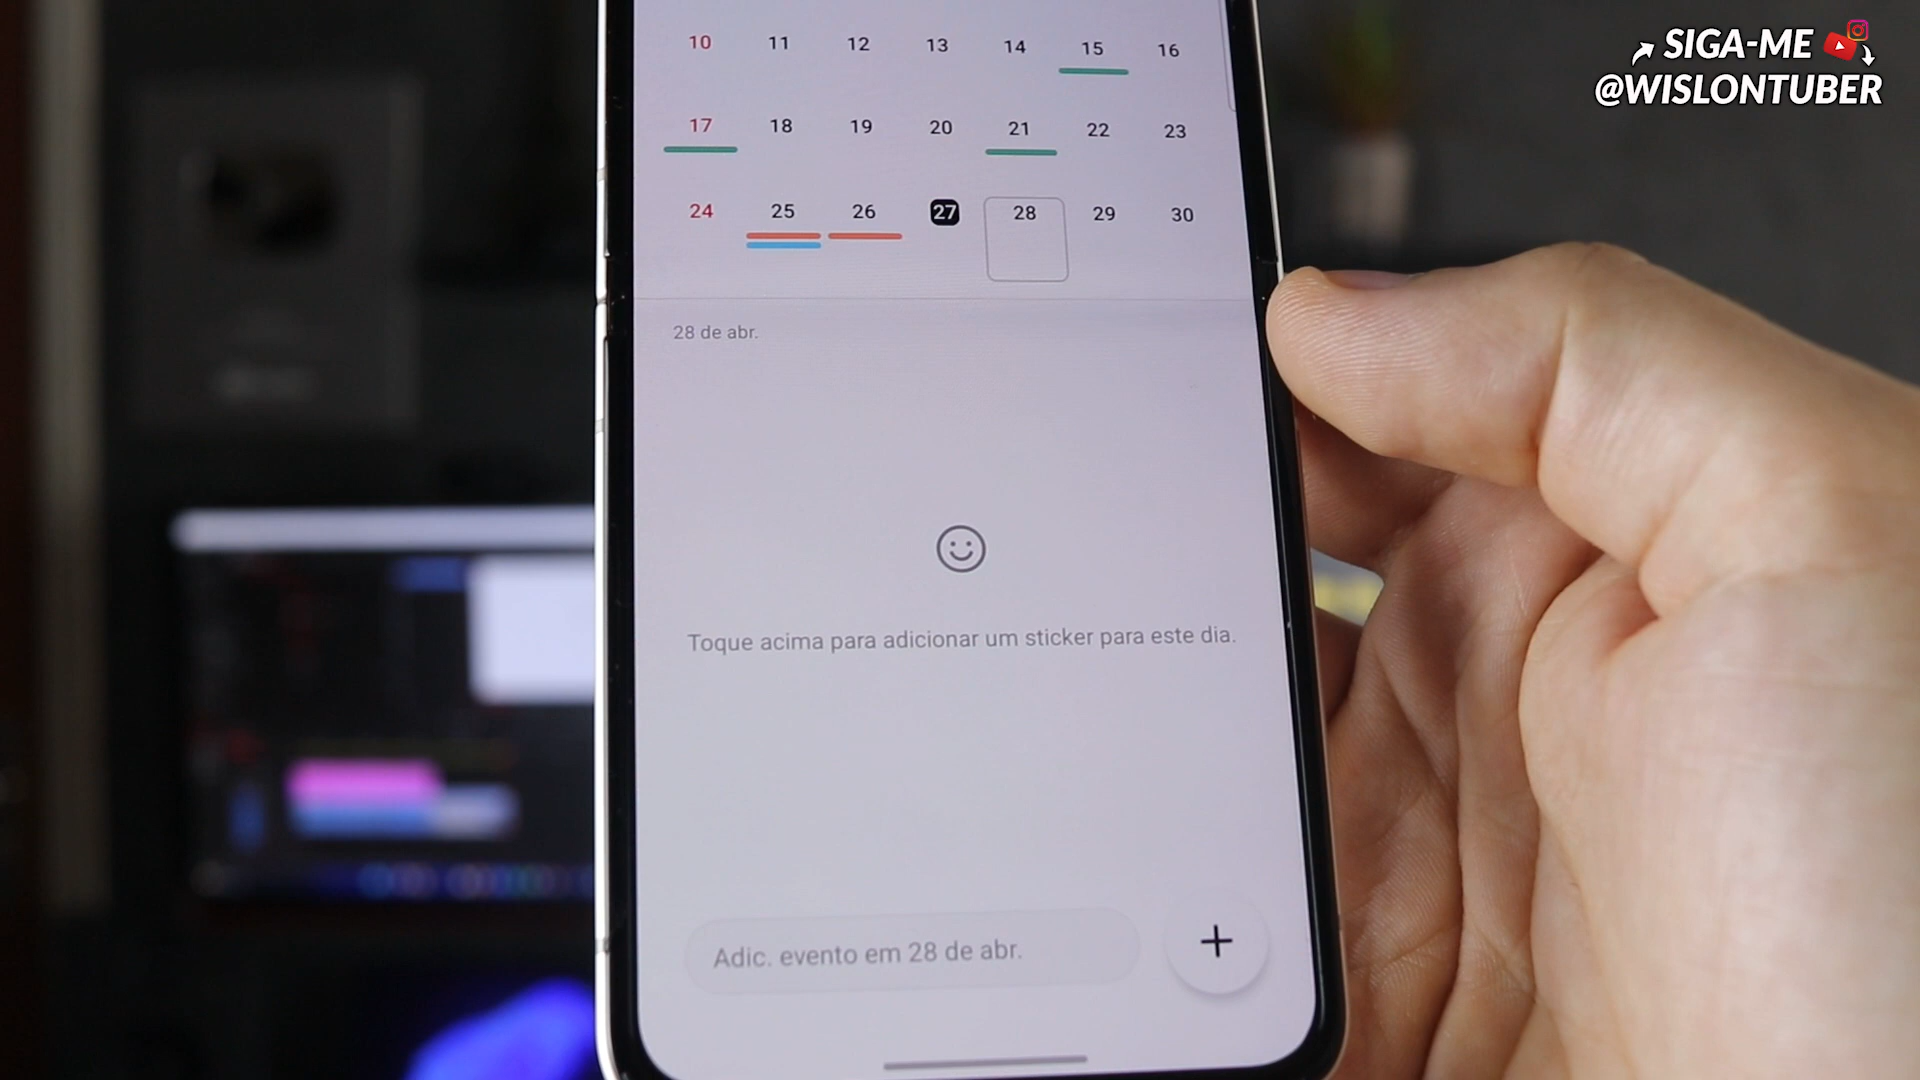 SIGA-ME
@WISLONTUBER
10 11 12 13 14 15 16
17 18 19 20 21 22 23
24 25 26 27 28 29 30
28 de abr.
Toque acima para adicionar um sticker para este dia.
Adic. evento em 28 de abr.
+